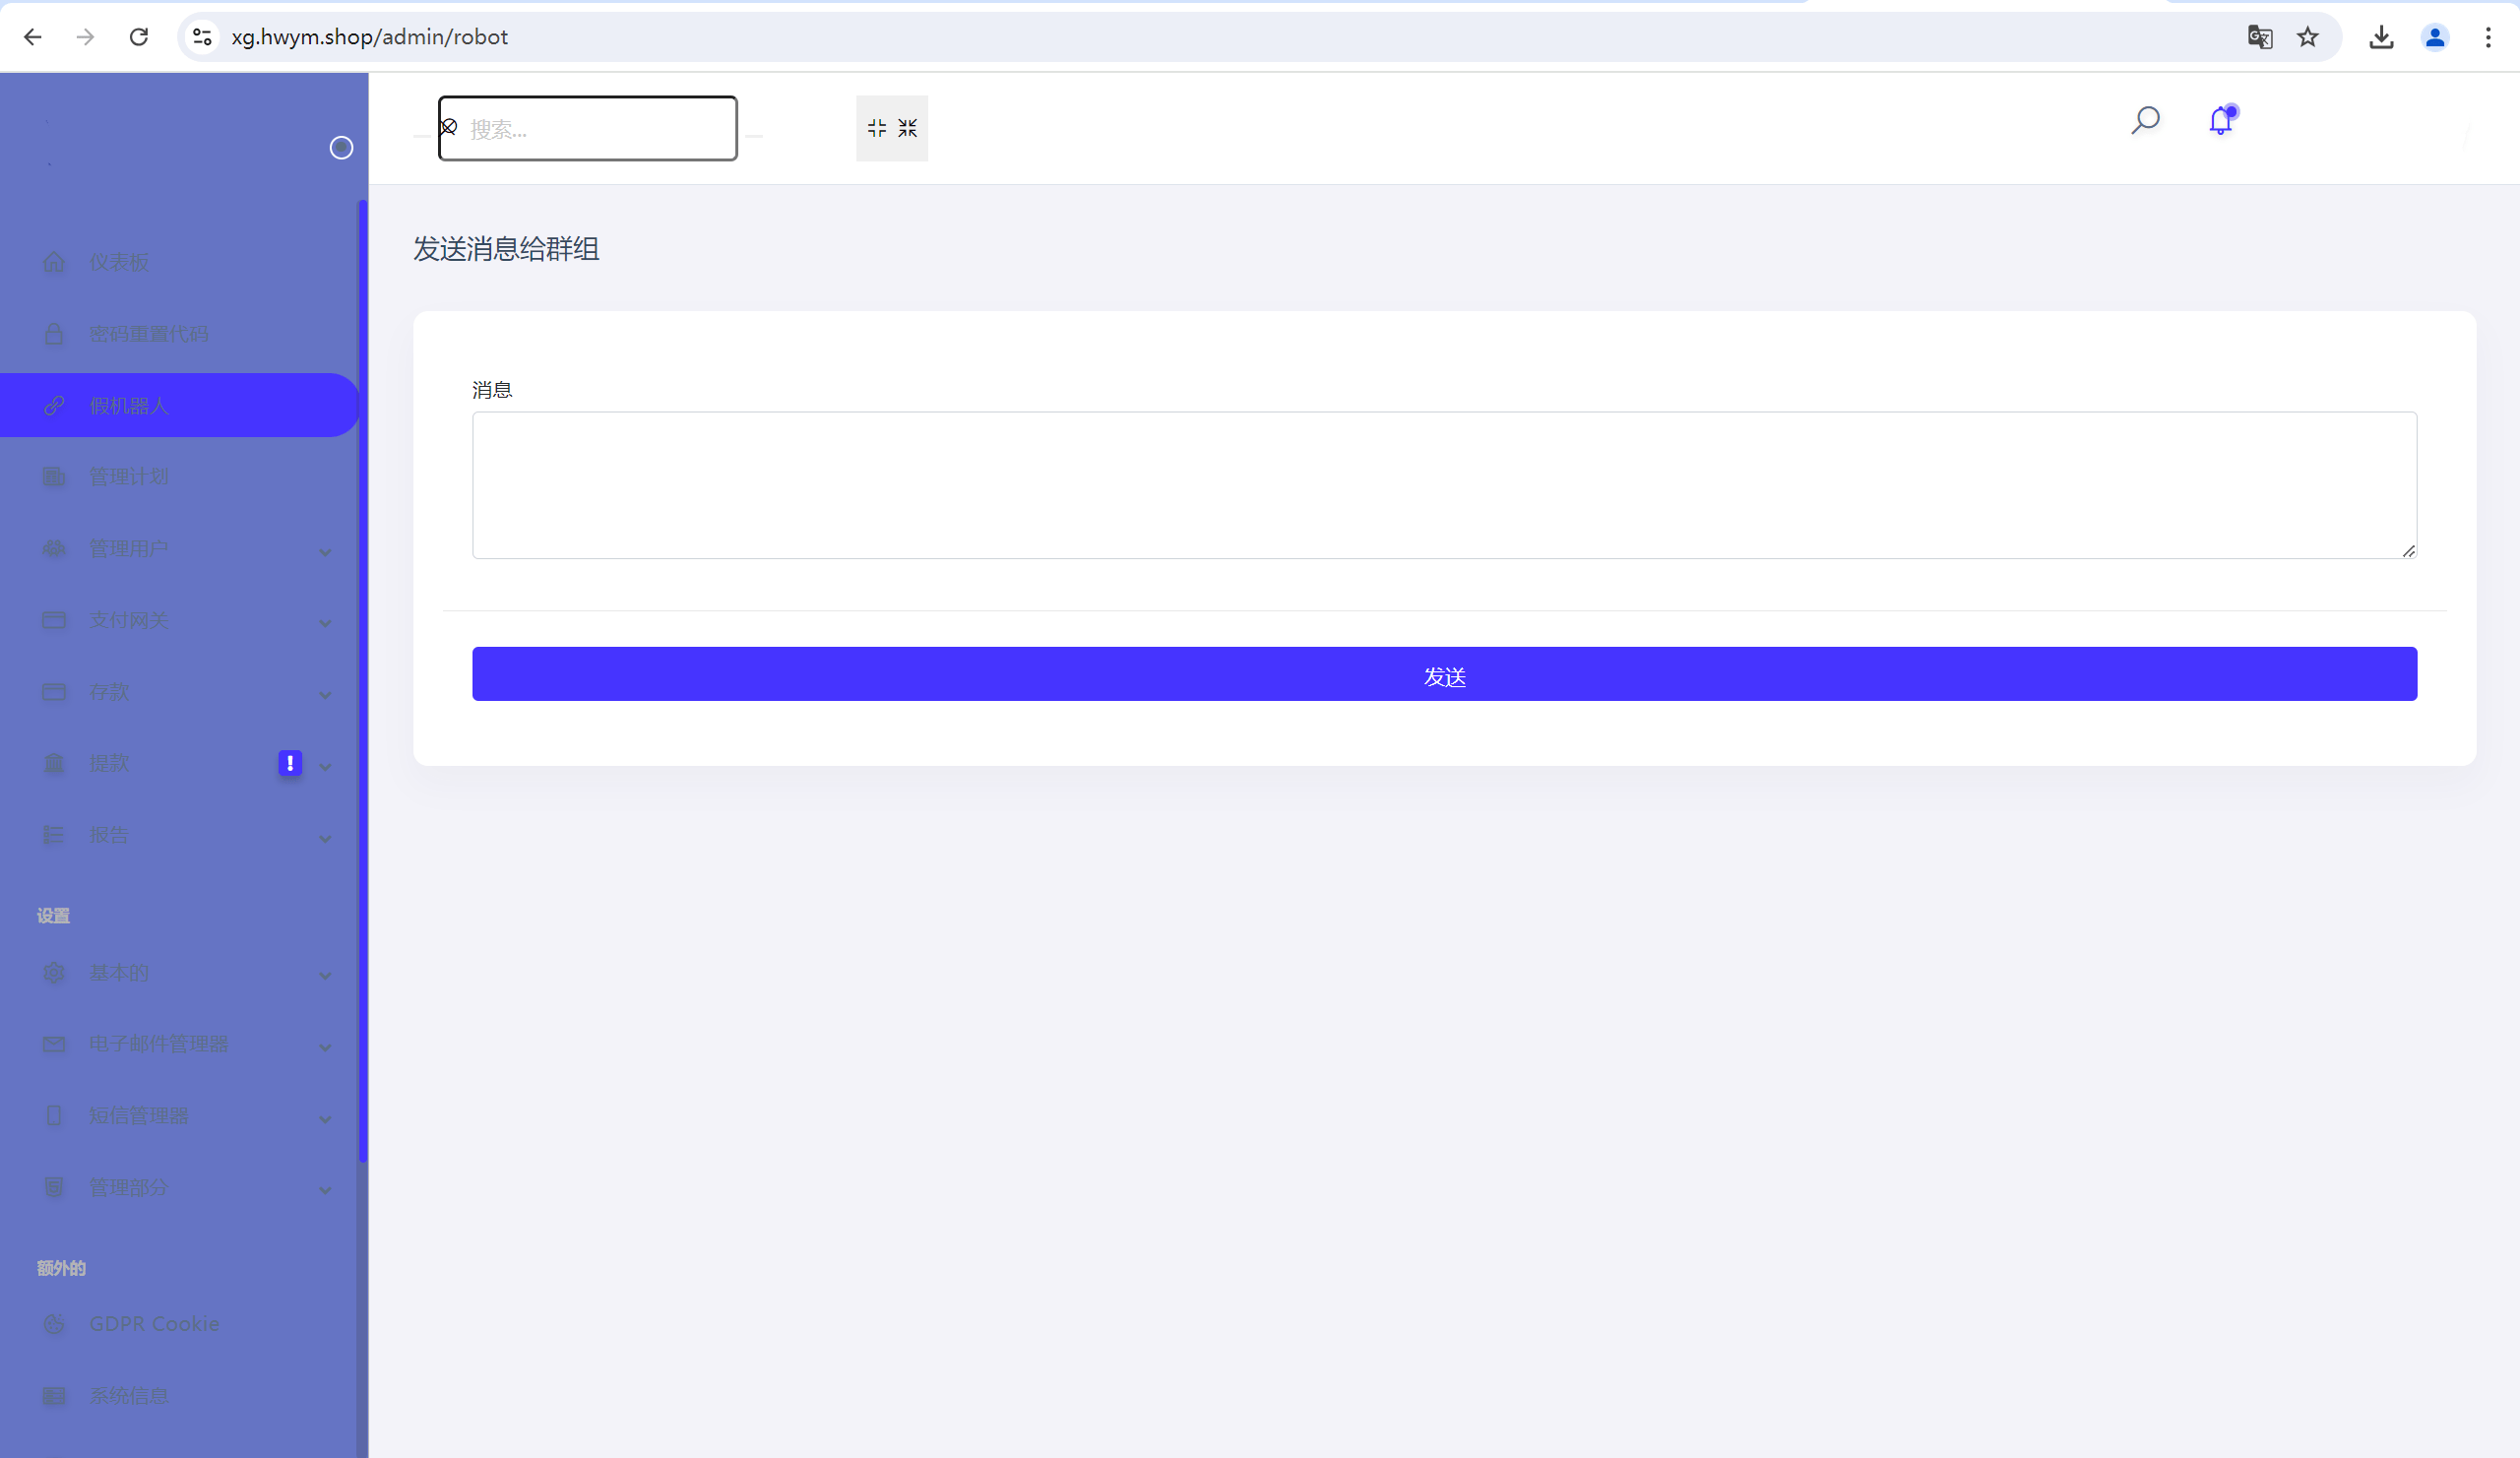 xg.hwym.shop/admin/robot
搜索...
仪表板
密码重置代码
假机器人
管理计划
管理用户
支付网关
存款
提款
报告
设置
基本的
电子邮件管理器
短信管理器
管理部分
额外的
GDPR Cookie
系统信息
发送消息给群组
消息
发送